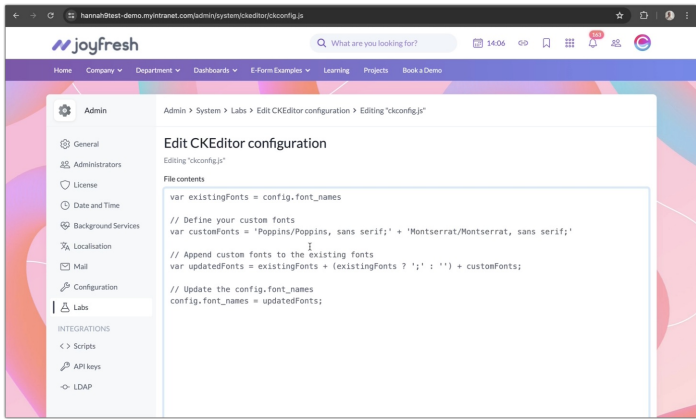 hannah9test-demo.myintranet.com/admin/system/ckeditor/ckconfig.js
joyfresh
What are you looking for?
14:06
163
Home Company Department Dashboards E-Form Examples Learning Projects Book a Demo
Admin
Admin > System > Labs > Edit CKEditor configuration > Editing "ckconfig.js"
General
Administrators
License
Date and Time
Background Services
Localisation
Mail
Configuration
Labs
INTEGRATIONS
Scripts
API keys
LDAP
Edit CKEditor configuration
Editing "ckconfig.js"
File contents
var existingFonts = config.font_names
// Define your custom fonts
var customFonts = 'Poppins/Poppins, sans serif;' + 'Montserrat/Montserrat, sans serif;'
// Append custom fonts to the existing fonts
var updatedFonts = existingFonts + (existingFonts ? ';' : '') + customFonts;
// Update the config.font_names
config.font_names = updatedFonts;